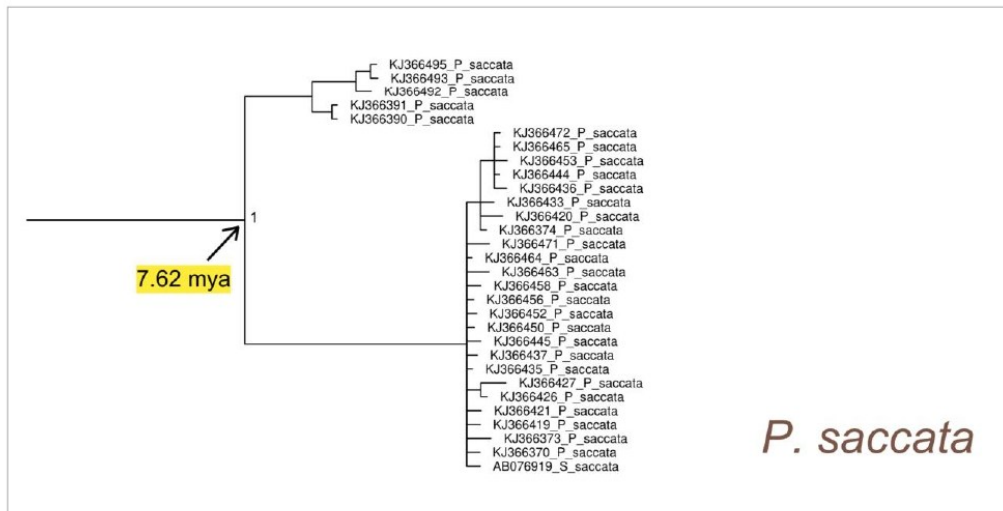 KJ366495_P_saccata
KJ366493_P_saccata
KJ366492_P_saccata
KJ366391_P_saccata
KJ366390_P_saccata
KJ366472_P_saccata
KJ366465_P_saccata
KJ366453_P_saccata
KJ366444_P_saccata
KJ366436_P_saccata
KJ366433_P_saccata
KJ366420_P_saccata
KJ366374_P_saccata
KJ366471_P_saccata
KJ366464_P_saccata
KJ366463_P_saccata
KJ366458_P_saccata
KJ366456_P_saccata
KJ366452_P_saccata
KJ366450_P_saccata
KJ366445_P_saccata
KJ366437_P_saccata
KJ366435_P_saccata
KJ366427_P_saccata
KJ366426_P_saccata
KJ366421_P_saccata
KJ366419_P_saccata
KJ366373_P_saccata
KJ366370_P_saccata
AB076919_S_saccata
1
7.62 mya
P. saccata